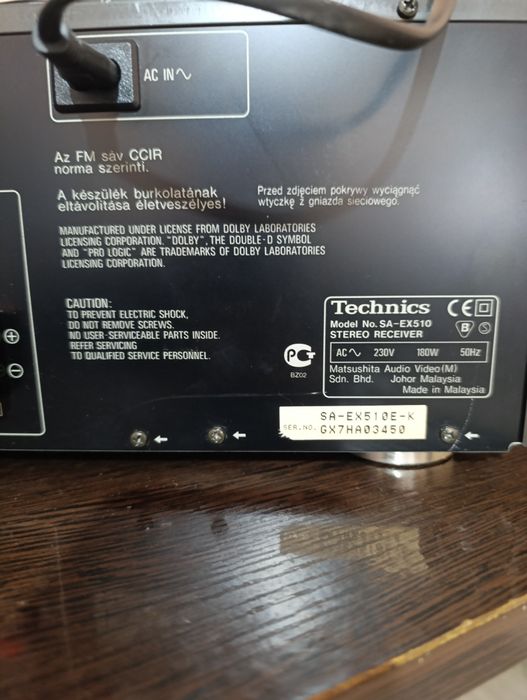 AC IN
Az FM sáv CCIR
norma szerinti.
A készülék burkolatának
eltávolítása életveszélyes!
Przed zdjęciem pokrywy wyciągnąć
wtyczkę z gniazda sieciowego.
MANUFACTURED UNDER LICENSE FROM DOLBY LABORATORIES
LICENSING CORPORATION. "DOLBY", THE DOUBLE-D SYMBOL
AND "PRO LOGIC" ARE TRADEMARKS OF DOLBY LABORATORIES
LICENSING CORPORATION.
CAUTION:
TO PREVENT ELECTRIC SHOCK,
DO NOT REMOVE SCREWS.
NO USER-SERVICEABLE PARTS INSIDE.
REFER SERVICING
TO QUALIFIED SERVICE PERSONNEL.
BZ02
Technics CE
Model No. SA-EX510 B S
STEREO RECEIVER
AC 230V 180W 50Hz
Matsushita Audio Video(M)
Sdn. Bhd. Johor Malaysia
Made in Malaysia
SA-EX510E-K
SER.NO. GX7HA03450